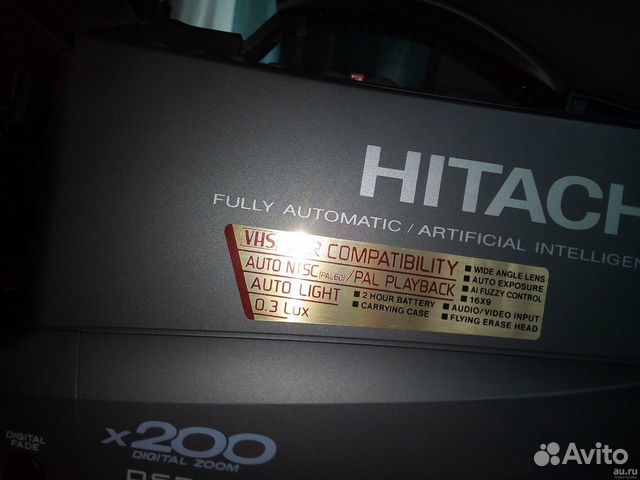 HITACH
FULLY AUTOMATIC / ARTIFICIAL INTELLIGEN
VHS COMPATIBILITY
AUTO NTSC (PAL60) / PAL PLAYBACK
AUTO LIGHT
0.3 Lux
■ 2 HOUR BATTERY
■ CARRYING CASE
■ WIDE ANGLE LENS
■ AUTO EXPOSURE
■ AI FUZZY CONTROL
■ 16X9
■ AUDIO/VIDEO INPUT
■ FLYING ERASE HEAD
DIGITAL
FADE
x200
DIGITAL ZOOM
Avito
au.ru